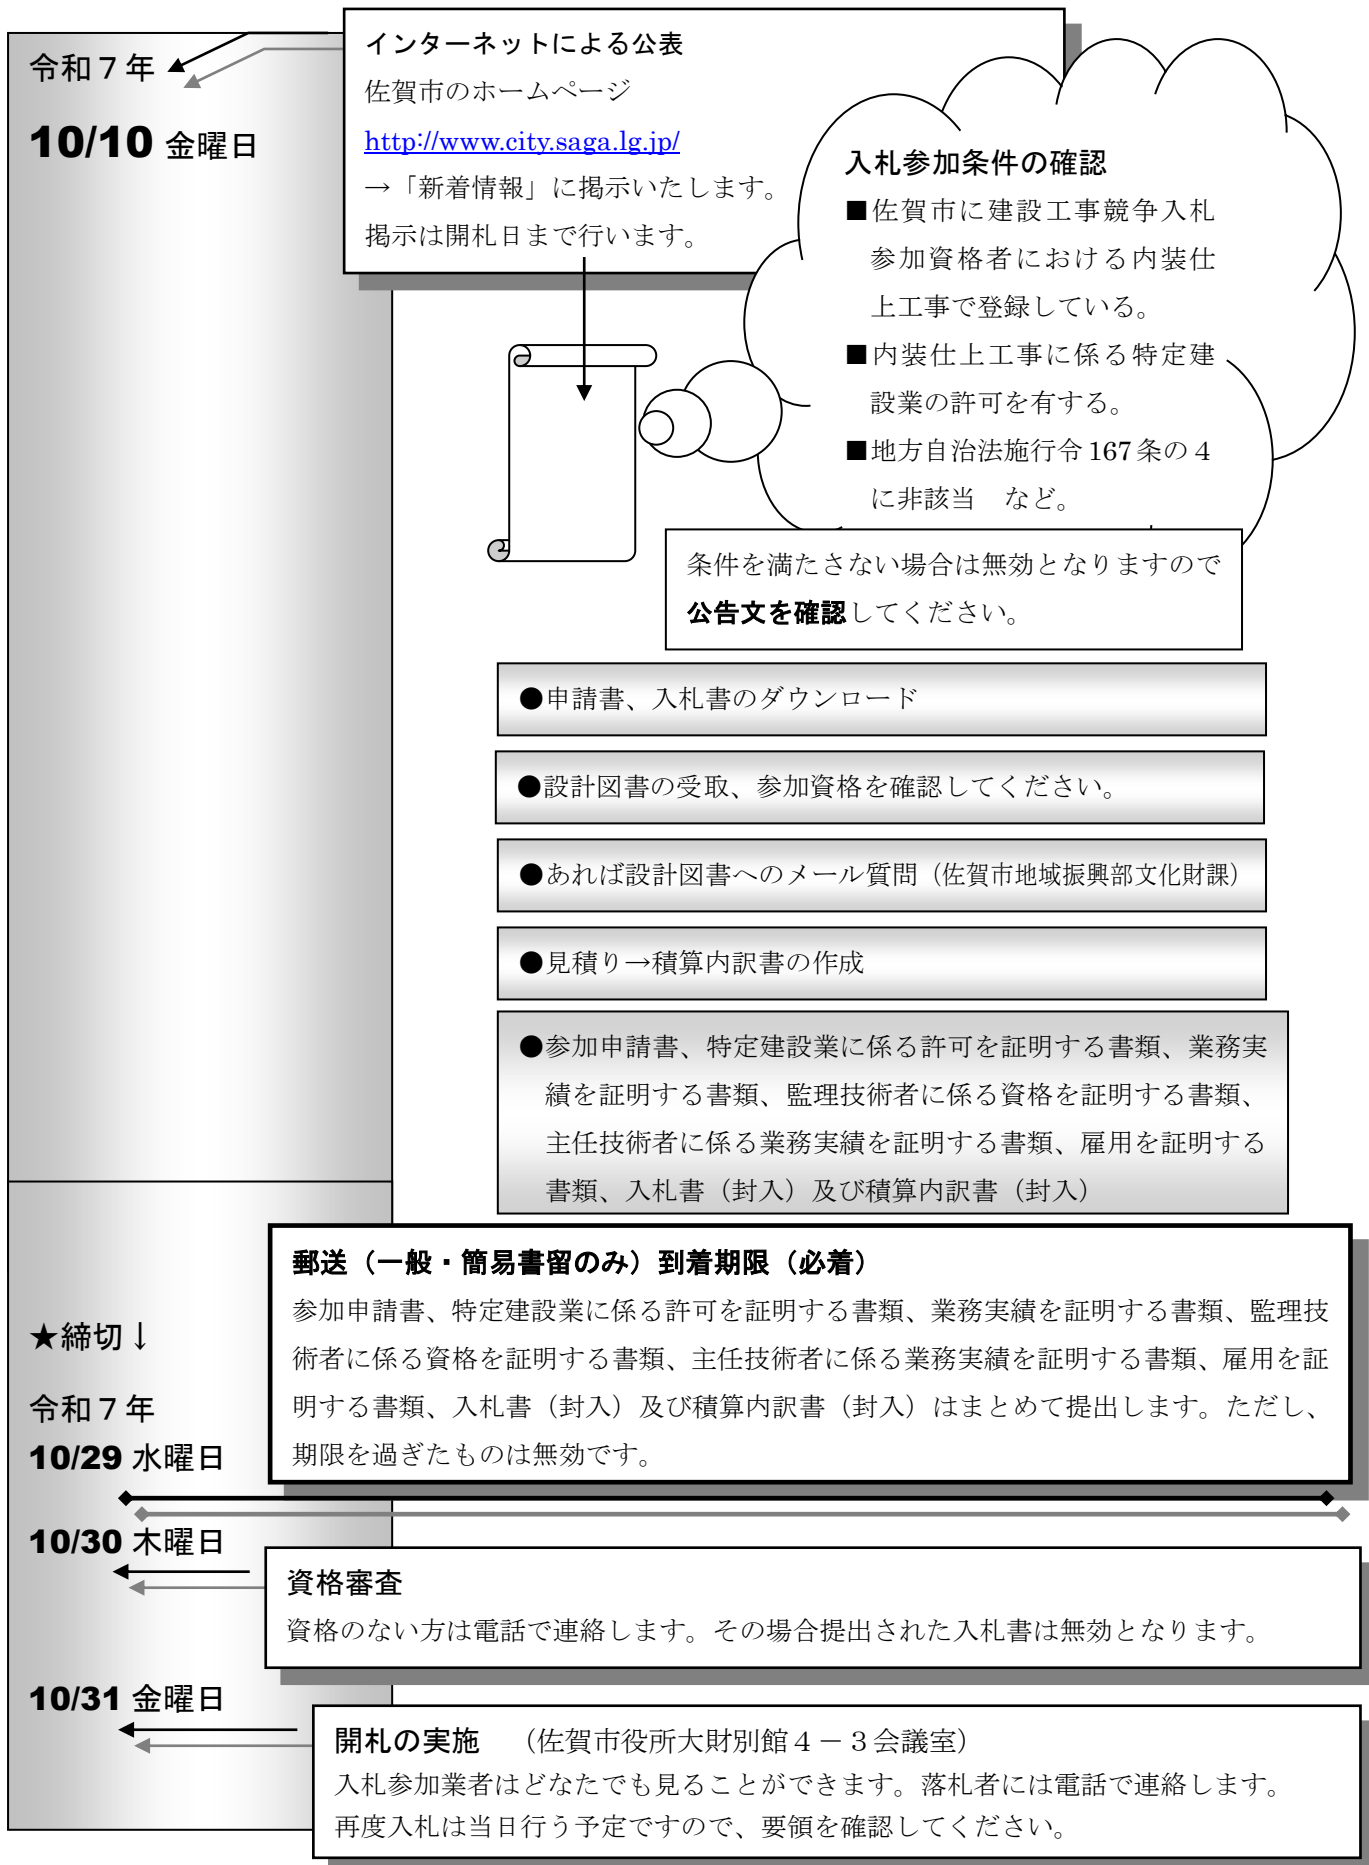 令和７年
10/10 金曜日
インターネットによる公表
佐賀市のホームページ
http://www.city.saga.lg.jp/
→「新着情報」に掲示いたします。
掲示は開札日まで行います。
入札参加条件の確認
■佐賀市に建設工事競争入札
参加資格者における内装仕
上工事で登録している。
■内装仕上工事に係る特定建
設業の許可を有する。
■地方自治法施行令 167 条の４
に非該当　など。
条件を満たさない場合は無効となりますので
公告文を確認してください。
●申請書、入札書のダウンロード
●設計図書の受取、参加資格を確認してください。
●あれば設計図書へのメール質問（佐賀市地域振興部文化財課）
●見積り→積算内訳書の作成
●参加申請書、特定建設業に係る許可を証明する書類、業務実
績を証明する書類、監理技術者に係る資格を証明する書類、
主任技術者に係る業務実績を証明する書類、雇用を証明する
書類、入札書（封入）及び積算内訳書（封入）
郵送（一般・簡易書留のみ）到着期限（必着）
参加申請書、特定建設業に係る許可を証明する書類、業務実績を証明する書類、監理技
術者に係る資格を証明する書類、主任技術者に係る業務実績を証明する書類、雇用を証
明する書類、入札書（封入）及び積算内訳書（封入）はまとめて提出します。ただし、
期限を過ぎたものは無効です。
★締切↓
令和７年
10/29 水曜日
10/30 木曜日
資格審査
資格のない方は電話で連絡します。その場合提出された入札書は無効となります。
10/31 金曜日
開札の実施　（佐賀市役所大財別館４－３会議室）
入札参加業者はどなたでも見ることができます。落札者には電話で連絡します。
再度入札は当日行う予定ですので、要領を確認してください。